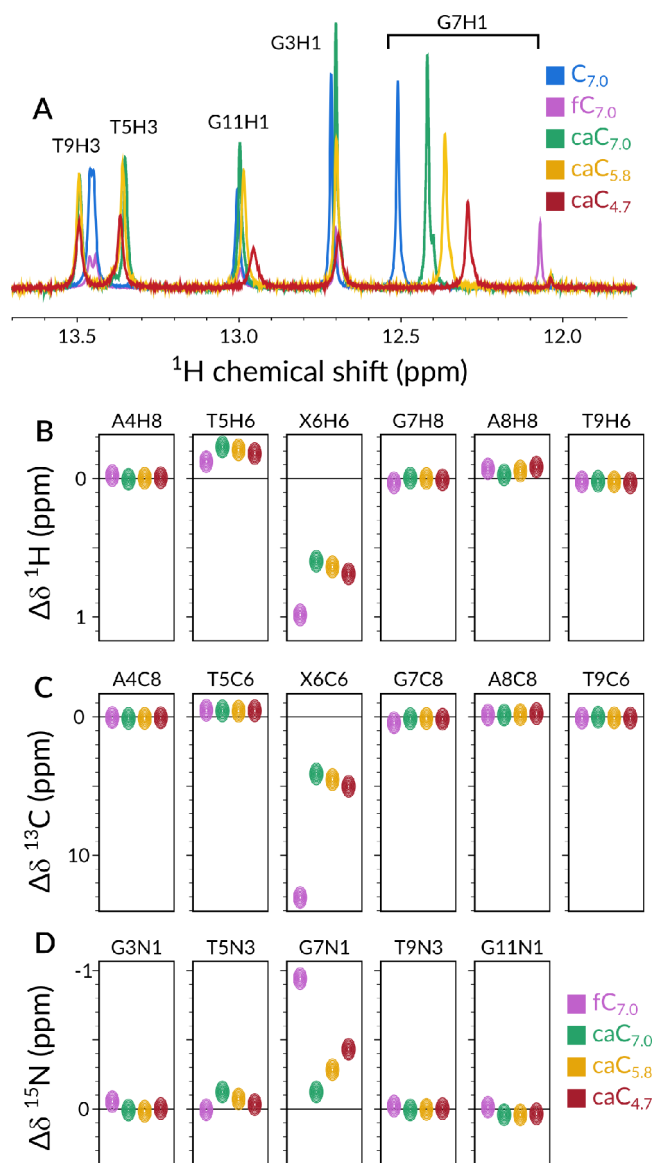 G7H1
G3H1
C7.0
fC7.0
caC7.0
caC5.8
caC4.7
A
T5H3
G11H1
T9H3
13.5 13.0 12.5 12.0
1H chemical shift (ppm)
B
A4H8 T5H6 X6H6 G7H8 A8H8 T9H6
0
1
Δδ 1H (ppm)
C
A4C8 T5C6 X6C6 G7C8 A8C8 T9C6
0
10
Δδ 13C (ppm)
D
G3N1 T5N3 G7N1 T9N3 G11N1
-1
0
Δδ 15N (ppm)
fC7.0
caC7.0
caC5.8
caC4.7